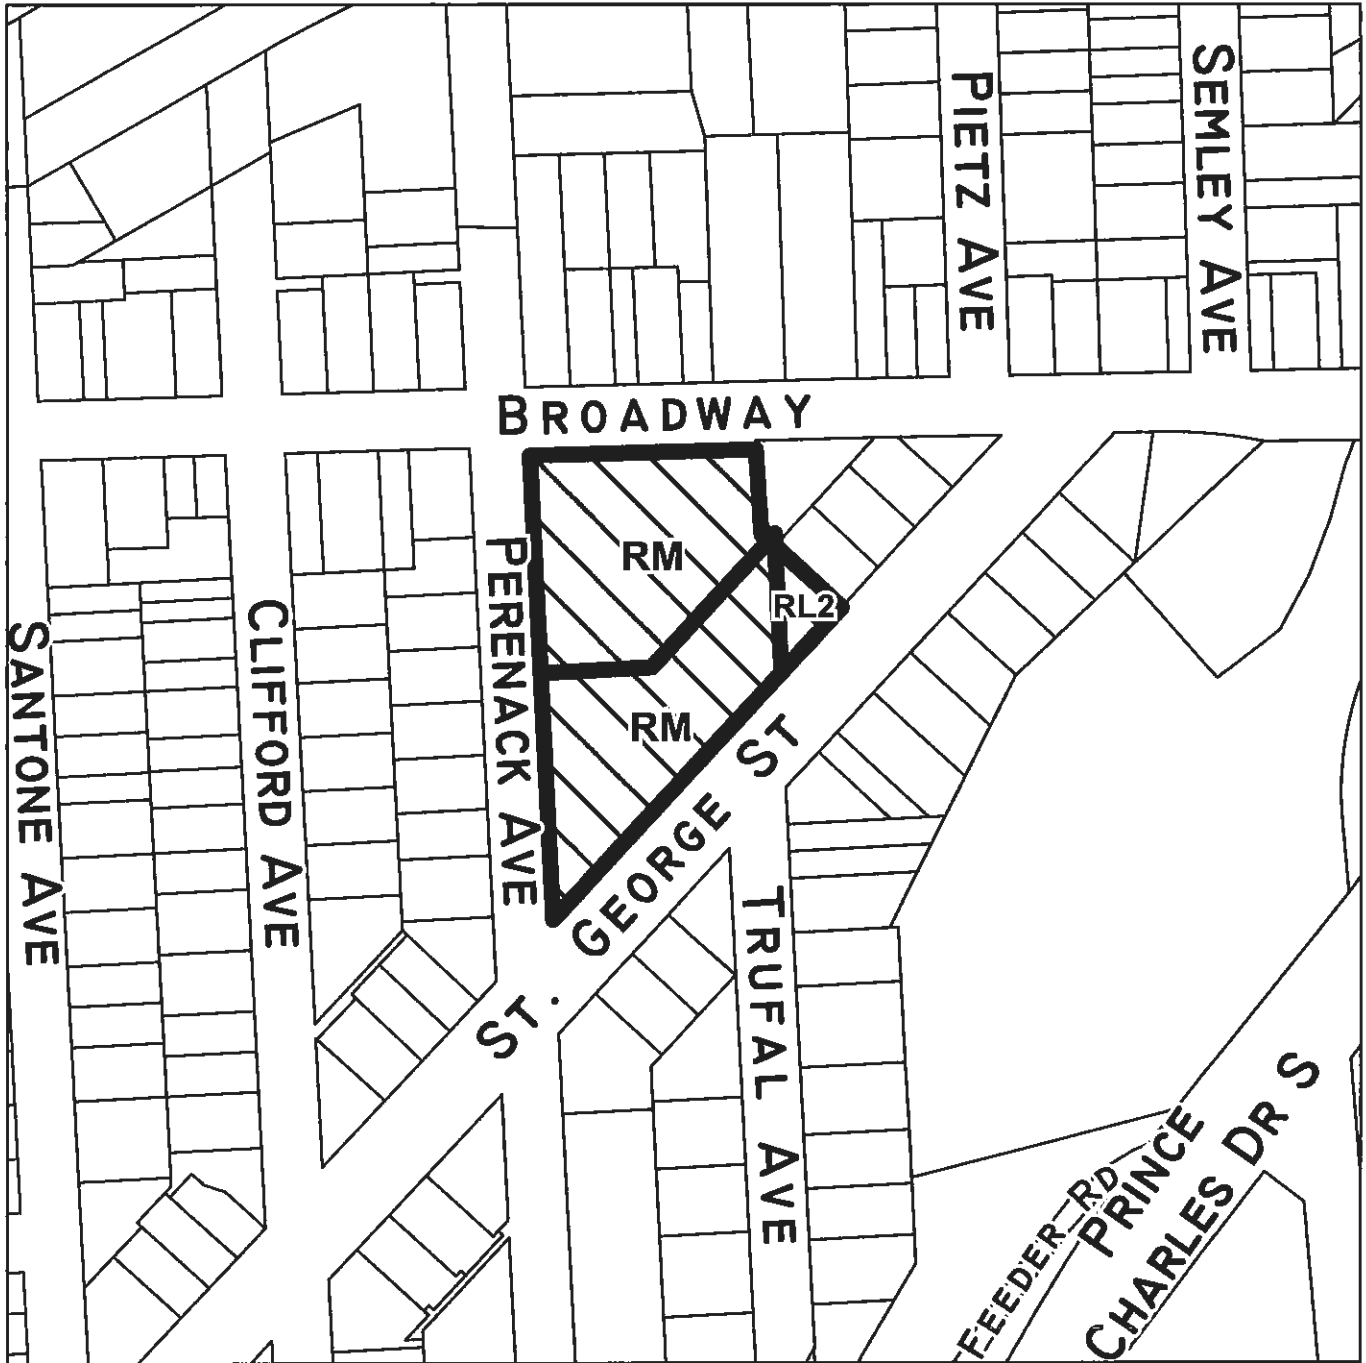 PIETZ AVE
SEMLEY AVE
BROADWAY
RM
RL2
RM
PERENACK AVE
CLIFFORD AVE
SANTONE AVE
ST. GEORGE ST
TRUFAL AVE
FEEDER RD
PRINCE
CHARLES DR S